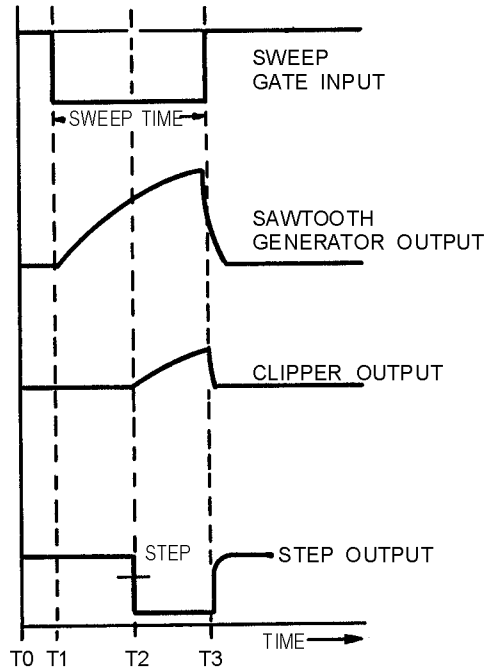 SWEEP
GATE INPUT
SWEEP TIME
SAWTOOTH
GENERATOR OUTPUT
CLIPPER OUTPUT
STEP
STEP OUTPUT
TIME
T0 T1 T2 T3